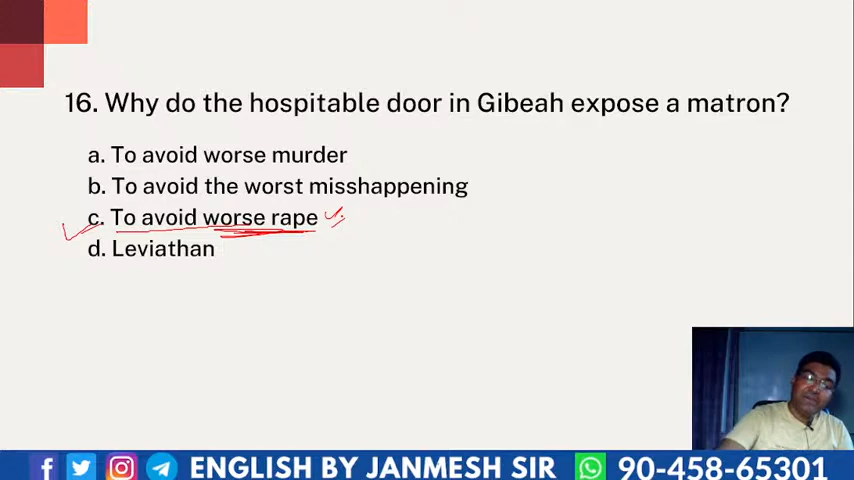 16. Why do the hospitable door in Gibeah expose a matron?
a. To avoid worse murder
b. To avoid the worst misshappening
c. To avoid worse rape
d. Leviathan
ENGLISH BY JANMESH SIR 90-458-65301